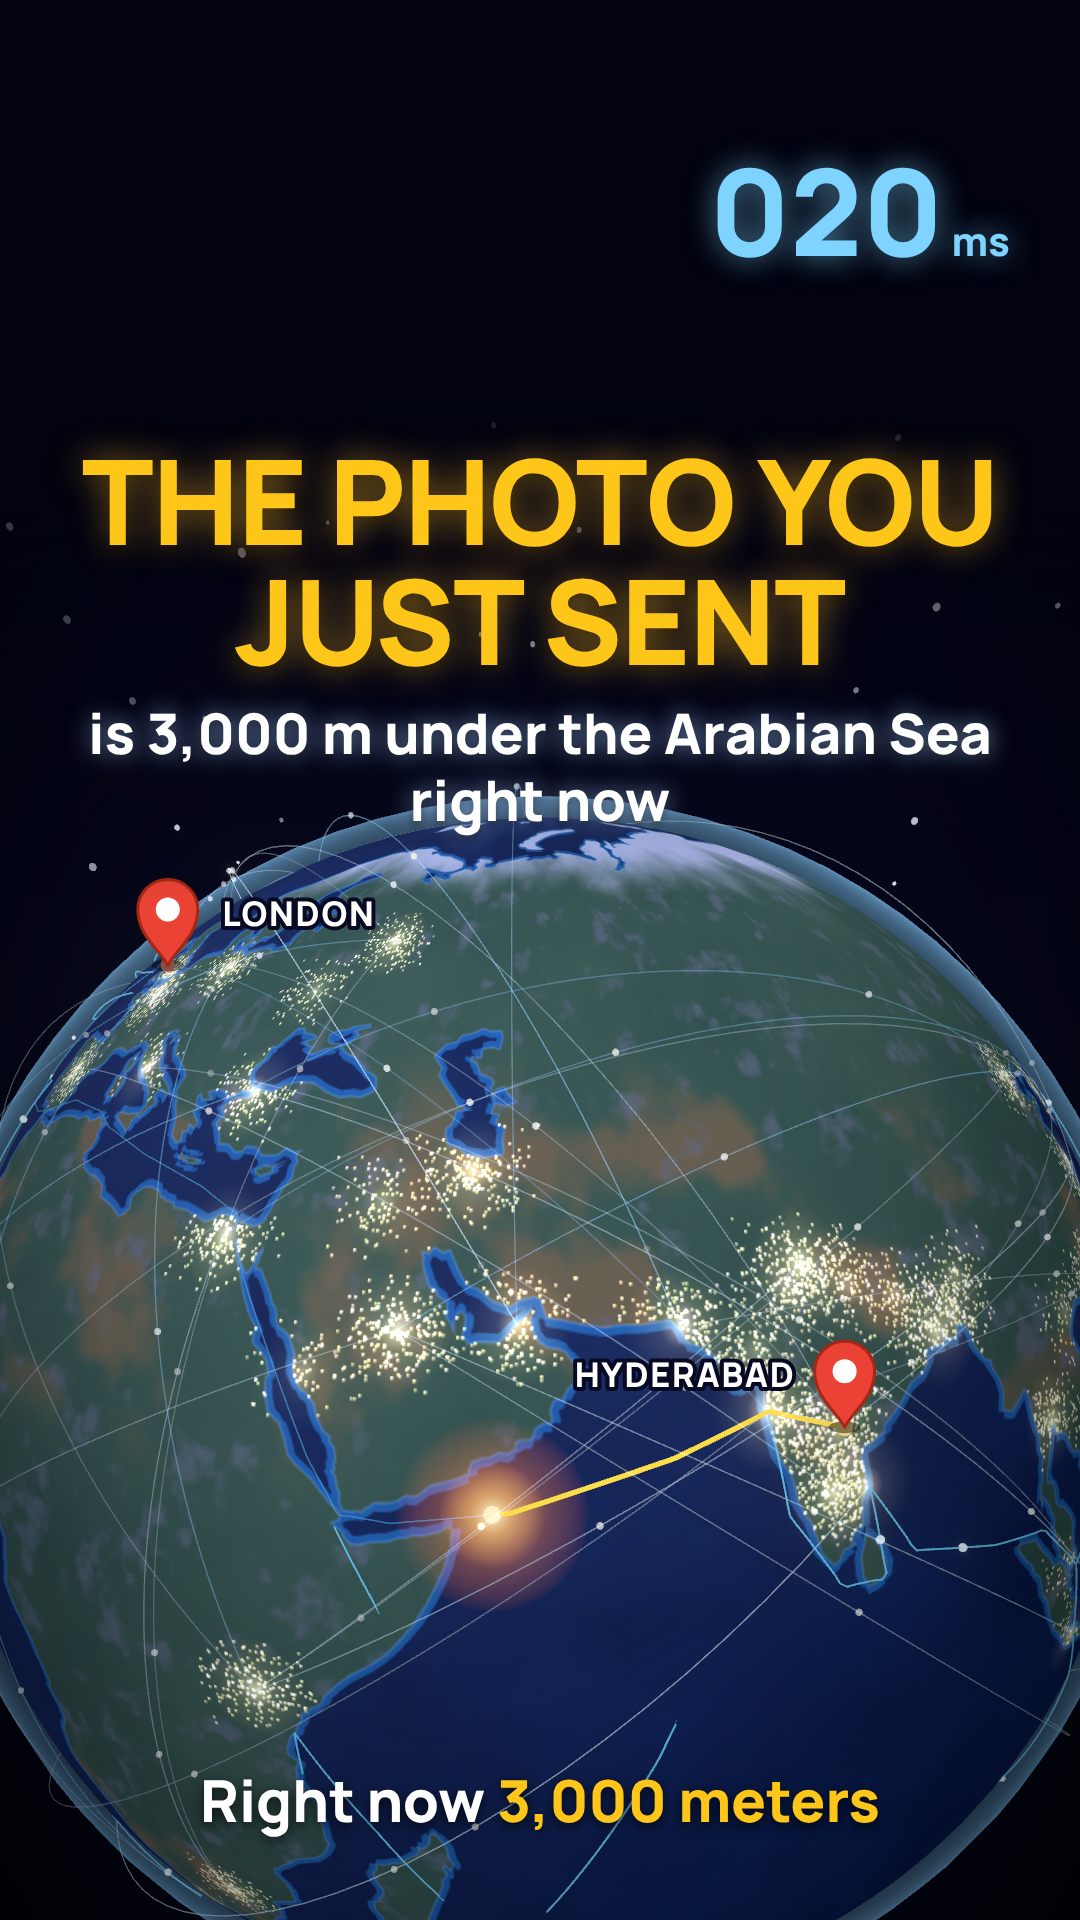 020 ms
THE PHOTO YOU
JUST SENT
is 3,000 m under the Arabian Sea
right now
LONDON
HYDERABAD
Right now 3,000 meters